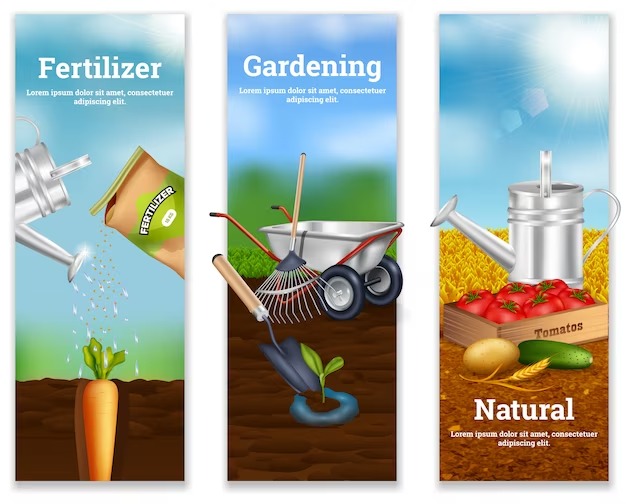 Fertilizer
Lorem ipsum dolor sit amet, consectetuer
adipiscing elit.
FERTILIZER
Gardening
Lorem ipsum dolor sit amet, consectetuer
adipiscing elit.
Tomatos
Natural
Lorem ipsum dolor sit amet, consectetuer
adipiscing elit.